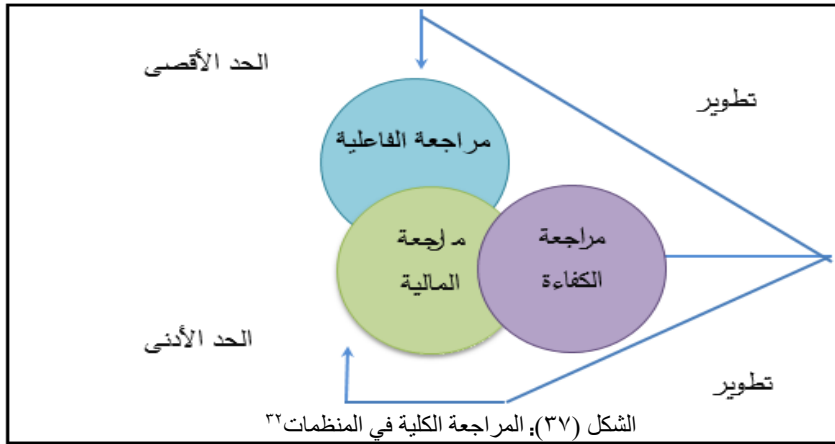 الحد الأقصى
تطوير
مراجعة الفاعلية
مراجعة
المالية
مراجعة
الكفاءة
الحد الأدنى
تطوير
الشكل (٣٧): المراجعة الكلية في المنظمات٣٢